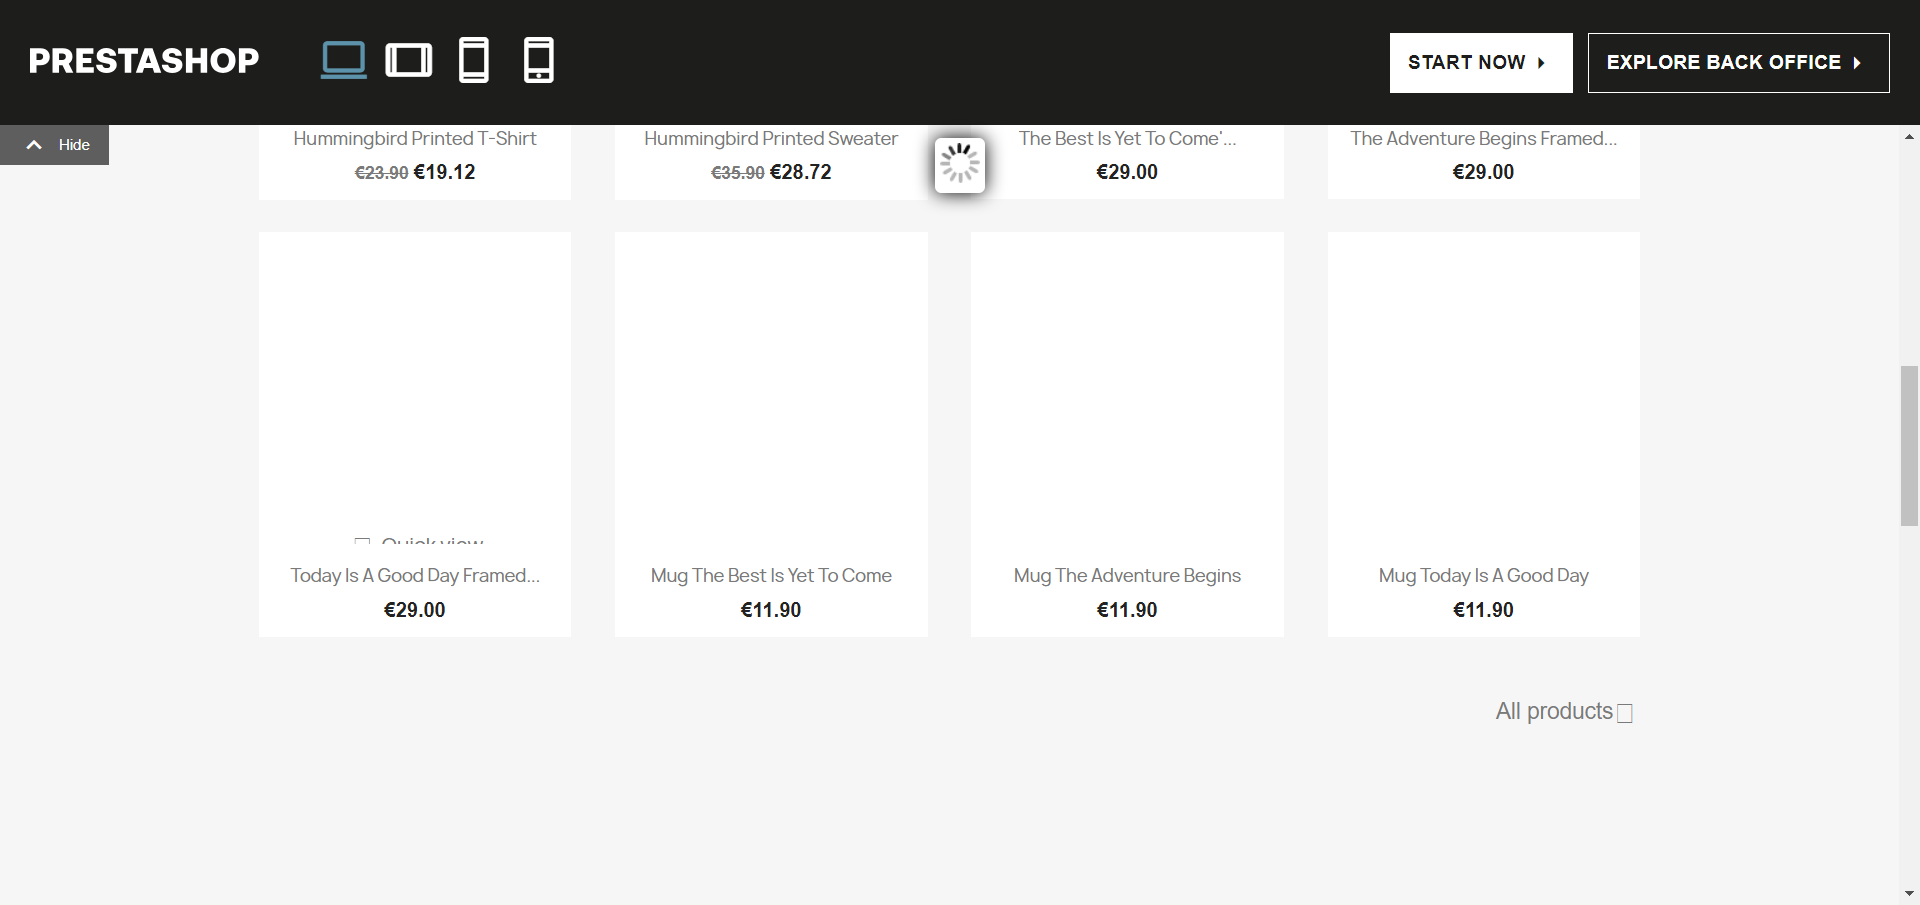 PRESTASHOP
START NOW
EXPLORE BACK OFFICE
Hide
Hummingbird Printed T-Shirt
€23.90 €19.12
Hummingbird Printed Sweater
€35.90 €28.72
The Best Is Yet To Come'...
€29.00
The Adventure Begins Framed...
€29.00
Quick view
Today Is A Good Day Framed...
€29.00
Mug The Best Is Yet To Come
€11.90
Mug The Adventure Begins
€11.90
Mug Today Is A Good Day
€11.90
All products